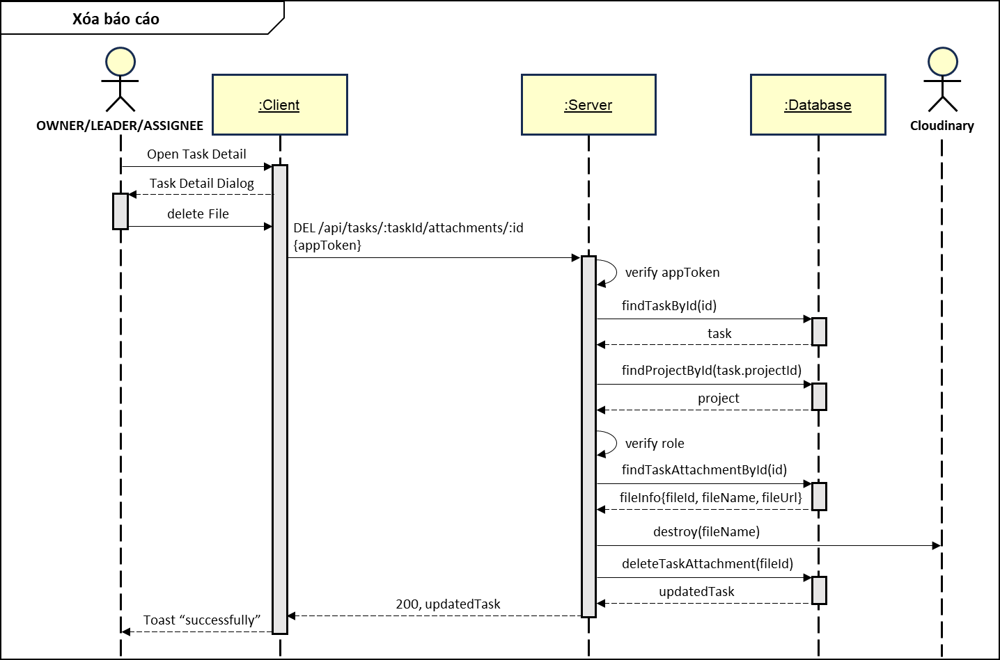 Xóa báo cáo
OWNER/LEADER/ASSIGNEE
:Client
:Server
:Database
Cloudinary
Open Task Detail
Task Detail Dialog
delete File
DEL /api/tasks/:taskId/attachments/:id
{appToken}
verify appToken
findTaskById(id)
task
findProjectById(task.projectId)
project
verify role
findTaskAttachmentById(id)
fileInfo{fileId, fileName, fileUrl}
destroy(fileName)
deleteTaskAttachment(fileId)
updatedTask
200, updatedTask
Toast “successfully”